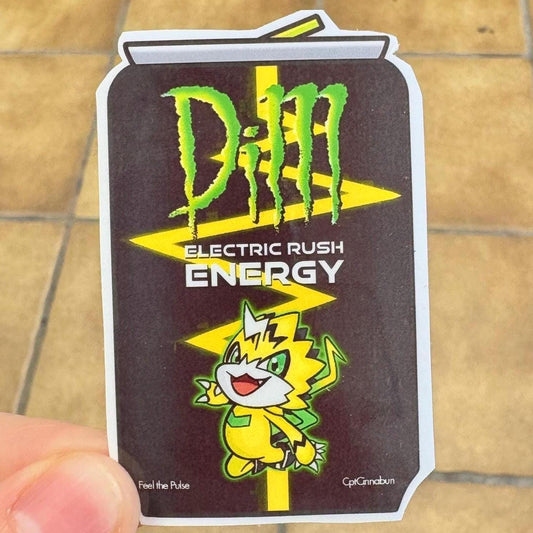 DiM
ELECTRIC RUSH
ENERGY
Feel the Pulse
CptCinnabun